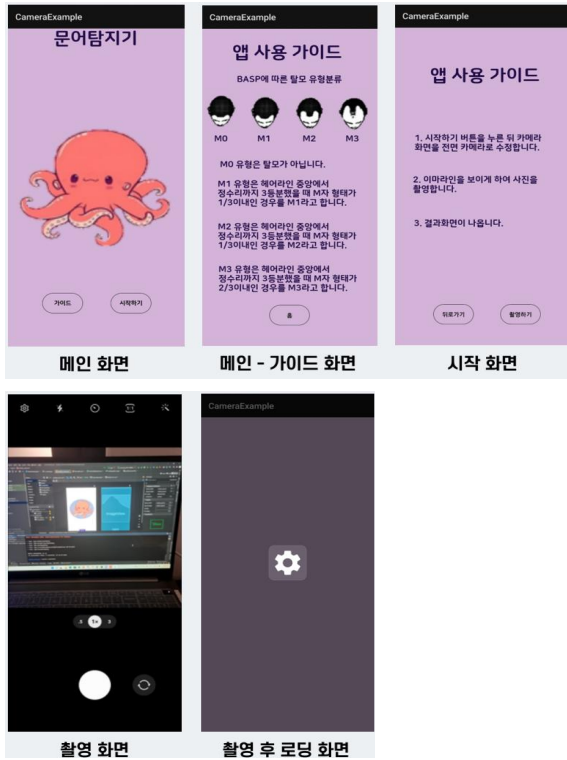 CameraExample
문어탐지기
가이드
시작하기
메인 화면
CameraExample
앱 사용 가이드
BASP에 따른 탈모 유형분류
M0 M1 M2 M3
M0 유형은 탈모가 아닙니다.
M1 유형은 헤어라인 중앙에서
정수리까지 3등분했을 때 M자 형태가
1/3이내인 경우를 M1라고 합니다.
M2 유형은 헤어라인 중앙에서
정수리까지 3등분했을 때 M자 형태가
1/3이내인 경우를 M2라고 합니다.
M3 유형은 헤어라인 중앙에서
정수리까지 3등분했을 때 M자 형태가
2/3이내인 경우를 M3라고 합니다.
홈
메인 - 가이드 화면
CameraExample
앱 사용 가이드
1. 시작하기 버튼을 누른 뒤 카메라
화면을 전면 카메라로 수정합니다.
2. 이마라인을 보이게 하여 사진을
촬영합니다.
3. 결과화면이 나옵니다.
뒤로가기
촬영하기
시작 화면
1x
촬영 화면
CameraExample
촬영 후 로딩 화면